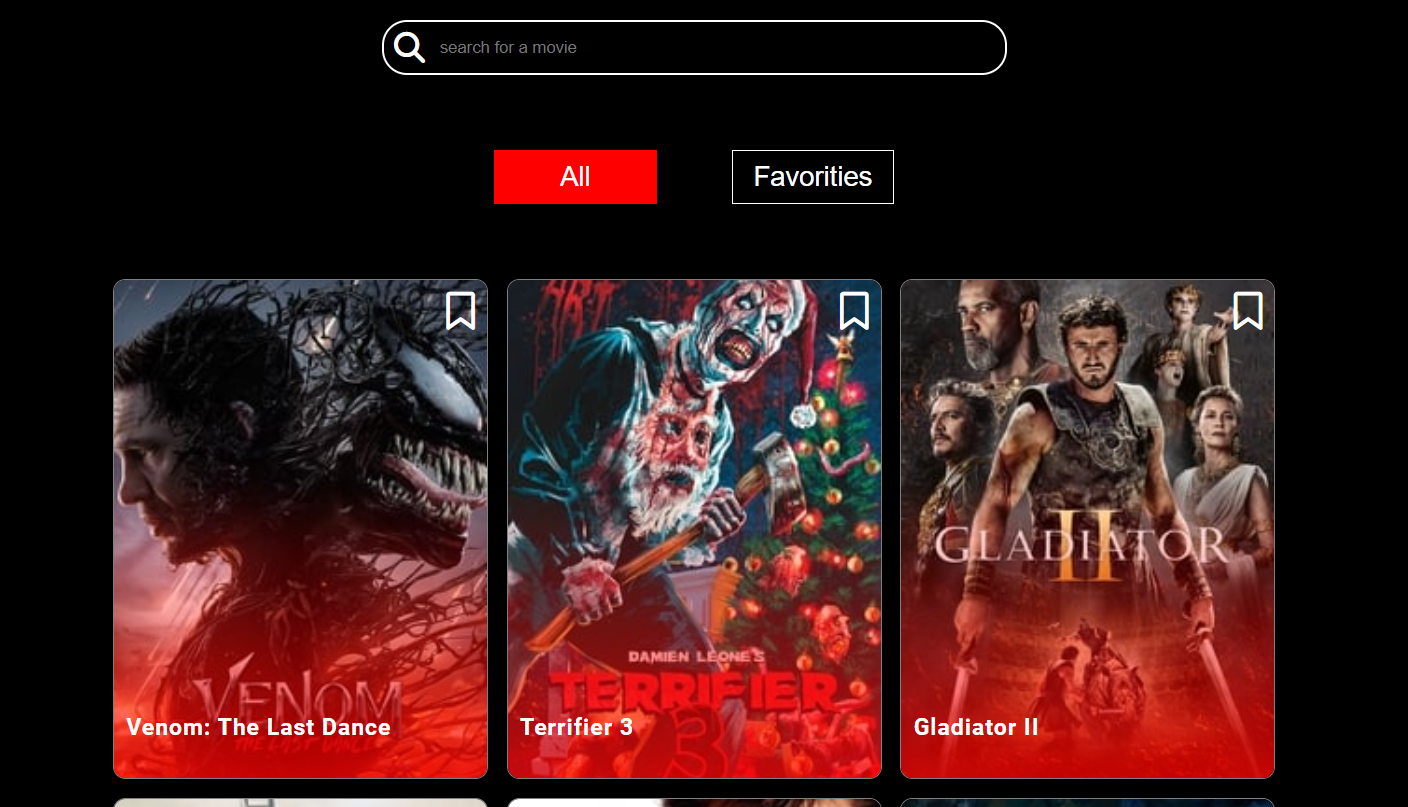 search for a movie
All
Favorities
VENOM
THE LAST DANCE
Venom: The Last Dance
ART
DAMIEN LEONE'S
TERRIFIER
3
Terrifier 3
GLADIATOR
II
Gladiator II